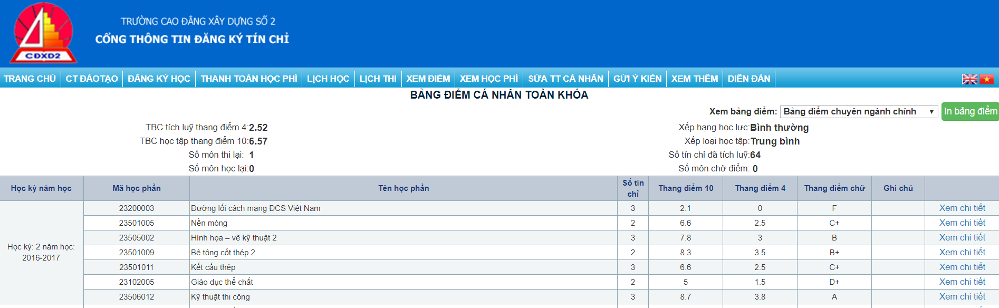 CDXD2
TRƯỜNG CAO ĐẲNG XÂY DỰNG SỐ 2
CỔNG THÔNG TIN ĐĂNG KÝ TÍN CHỈ
TRANG CHỦ CT ĐÀOTẠO ĐĂNG KÝ HỌC THANH TOÁN HỌC PHÍ LỊCH HỌC LỊCH THI XEM ĐIỂM XEM HỌC PHÍ SỬA TT CÁ NHÂN GỬI Ý KIẾN XEM THÊM DIỄN ĐÀN
BẢNG ĐIỂM CÁ NHÂN TOÀN KHÓA
Xem bảng điểm: Bảng điểm chuyên ngành chính In bảng điểm
TBC tích luỹ thang điểm 4:2.52 Xếp hạng học lực:Bình thường
TBC học tập thang điểm 10:6.57 Xếp loại học tập:Trung bình
Số môn thi lại: 1 Số tín chỉ đã tích luỹ:64
Số môn học lại:0 Số môn chờ điểm: 0
Học kỳ năm học Mã học phần Tên học phần Số tín chỉ Thang điểm 10 Thang điểm 4 Thang điểm chữ Ghi chú
Học kỳ: 2 năm học: 2016-2017
23200003 Đường lối cách mạng ĐCS Việt Nam 3 2.1 0 F Xem chi tiết
23501005 Nền móng 2 6.6 2.5 C+ Xem chi tiết
23505002 Hình họa – vẽ kỹ thuật 2 3 7.8 3 B Xem chi tiết
23501009 Bê tông cốt thép 2 2 8.3 3.5 B+ Xem chi tiết
23501011 Kết cấu thép 3 6.6 2.5 C+ Xem chi tiết
23102005 Giáo dục thể chất 2 5 1.5 D+ Xem chi tiết
23506012 Kỹ thuật thi công 3 8.7 3.8 A Xem chi tiết